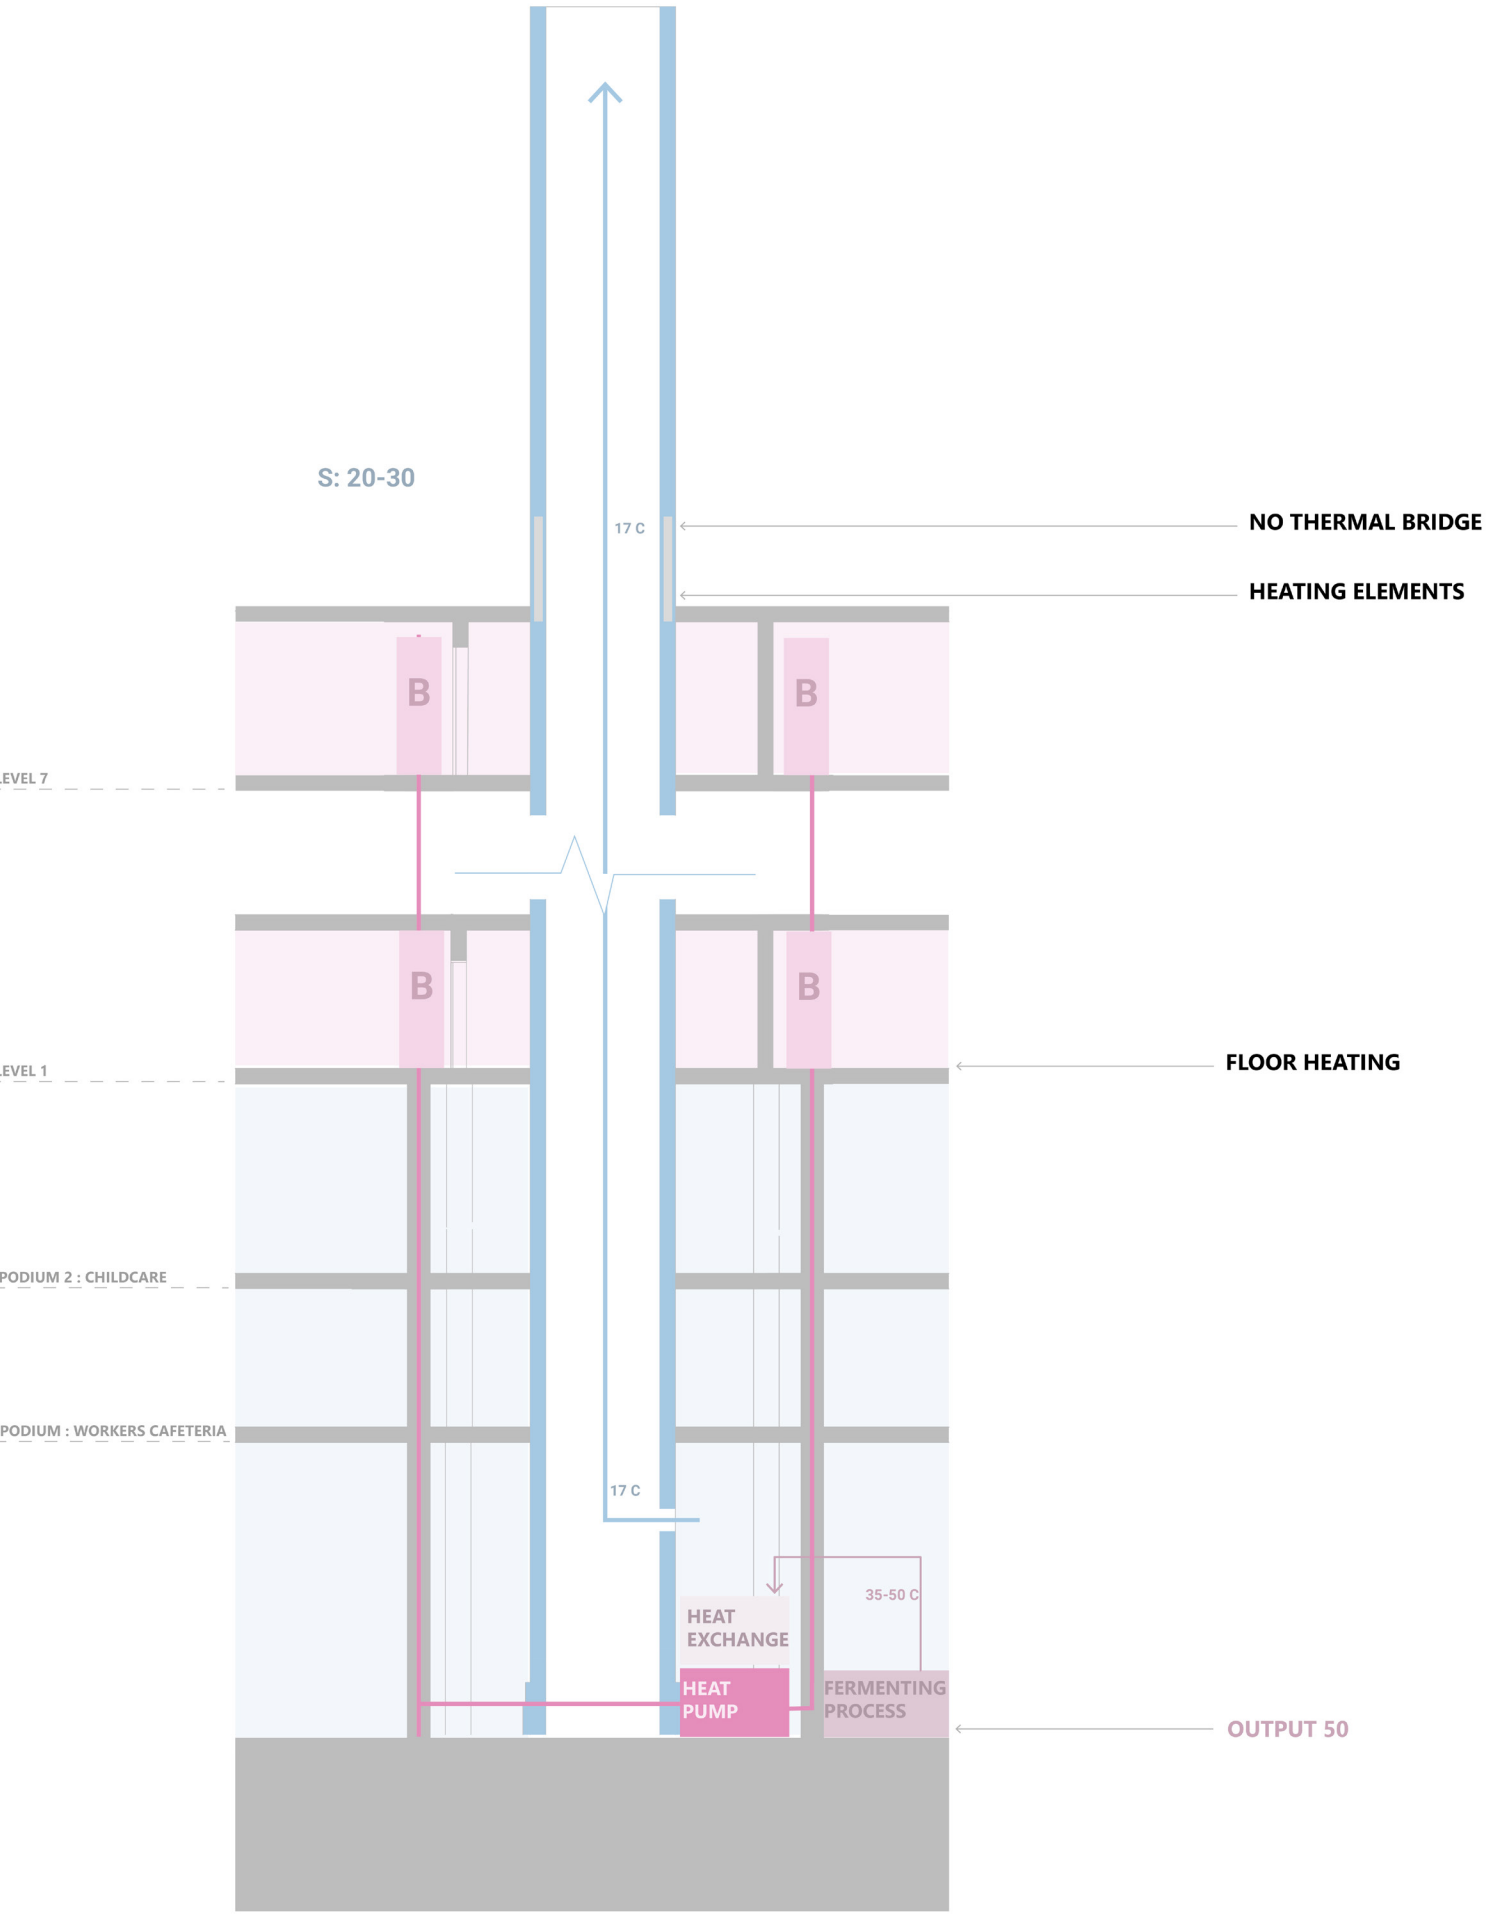 S: 20-30
17 C
NO THERMAL BRIDGE
HEATING ELEMENTS
B
B
LEVEL 7
B
B
LEVEL 1
FLOOR HEATING
PODIUM 2 : CHILDCARE
PODIUM : WORKERS CAFETERIA
17 C
35-50 C
HEAT
EXCHANGE
HEAT
PUMP
FERMENTING
PROCESS
OUTPUT 50